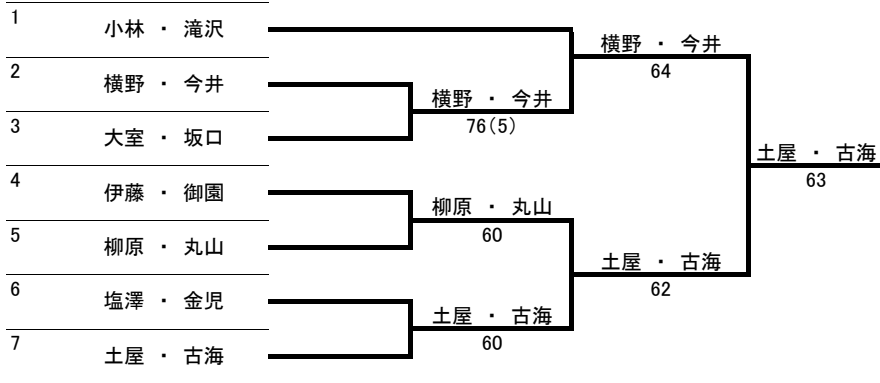 1
小林 ・ 滝沢
横野 ・ 今井
64
2
横野 ・ 今井
横野 ・ 今井
76(5)
3
大室 ・ 坂口
土屋 ・ 古海
63
4
伊藤 ・ 御園
柳原 ・ 丸山
60
5
柳原 ・ 丸山
土屋 ・ 古海
62
6
塩澤 ・ 金児
土屋 ・ 古海
60
7
土屋 ・ 古海